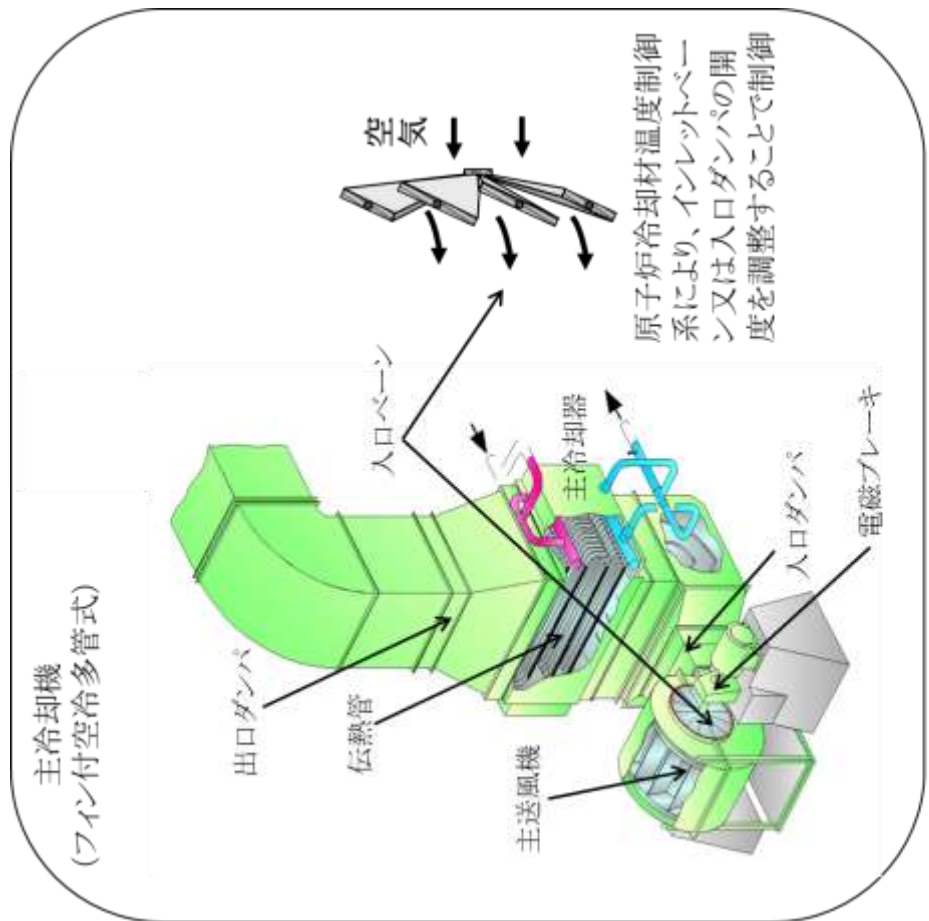 主冷却機
(フィン付空冷多管式)
出口ダンパ
伝熱管
主送風機
入口ベーン
主冷却器
入口ダンパ
電磁ブレーキ
空気
原子炉冷却材温度制御
系により、インレットベー
ン又は入口ダンパの開
度を調整することで制御